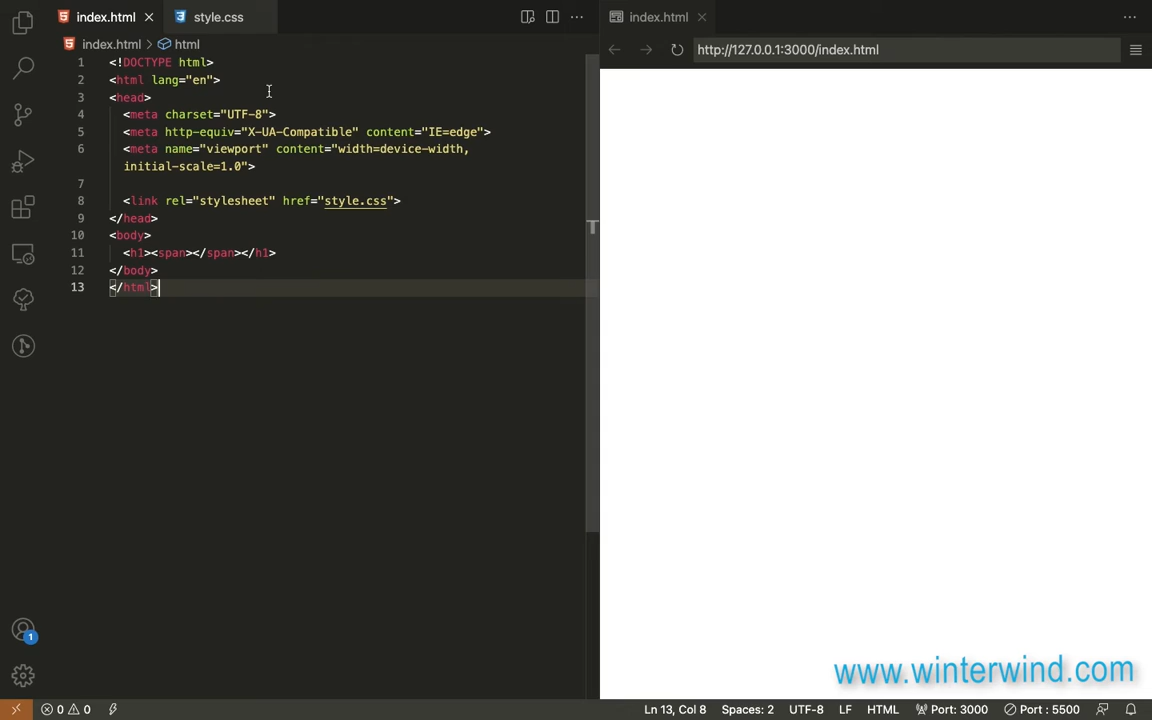 index.html
style.css
index.html
index.html > html
http://127.0.0.1:3000/index.html
1 <!DOCTYPE html>
2 <html lang="en">
3 <head>
4 <meta charset="UTF-8">
5 <meta http-equiv="X-UA-Compatible" content="IE=edge">
6 <meta name="viewport" content="width=device-width,
initial-scale=1.0">
7
8 <link rel="stylesheet" href="style.css">
9 </head>
10 <body>
11 <h1><span></span></h1>
12 </body>
13 </html>
T
1
www.winterwind.com
0 0 Ln 13, Col 8 Spaces: 2 UTF-8 LF HTML Port: 3000 Port : 5500